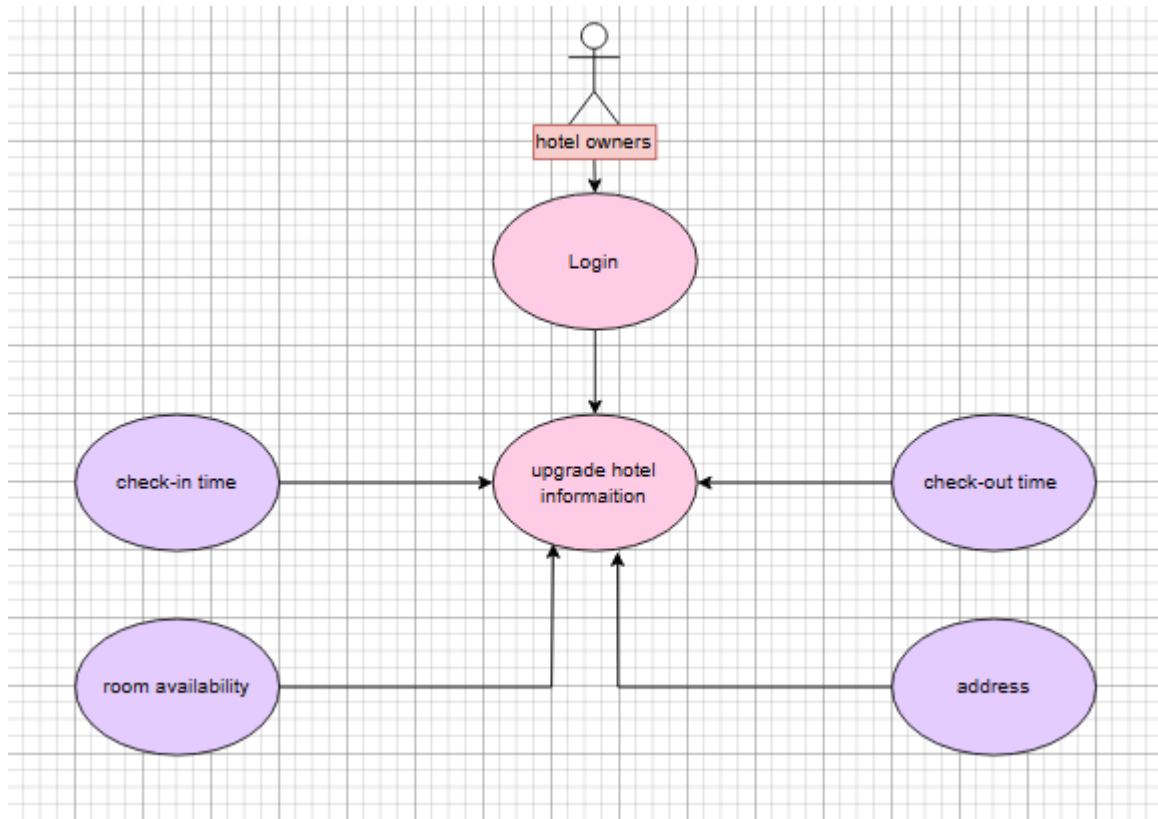 hotel owners
Login
check-in time
upgrade hotel
informaition
check-out time
room availability
address